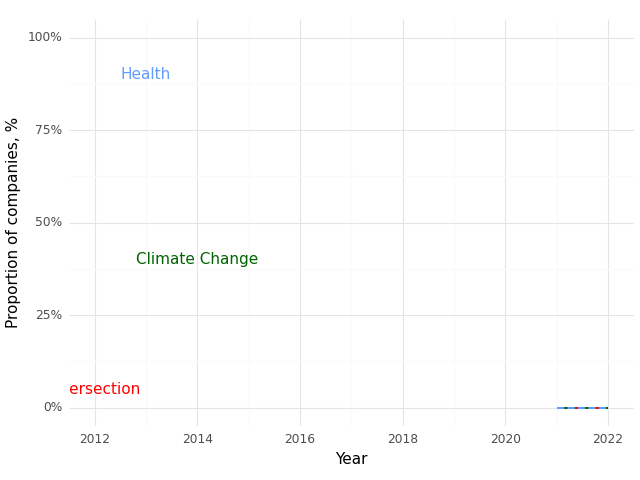 100%
Health
75%
Proportion of companies, %
50%
Climate Change
25%
ersection
0%
2012 2014 2016 2018 2020 2022
Year